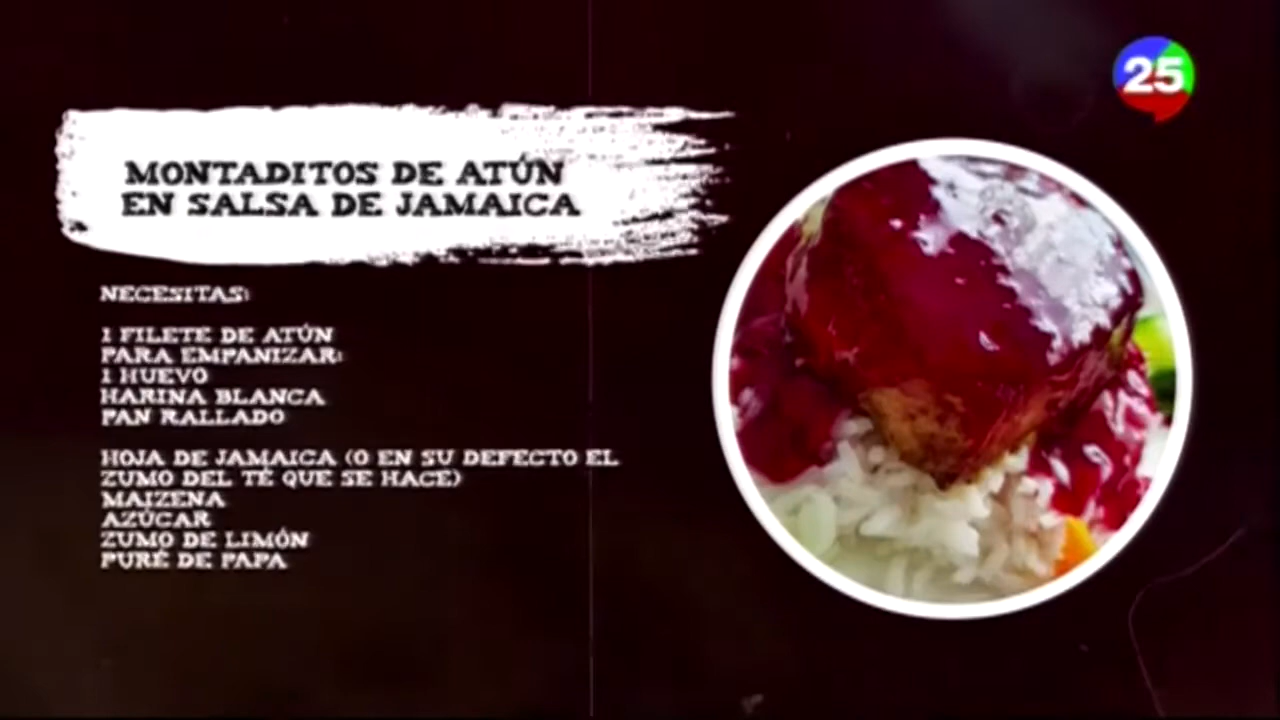 25
MONTADITOS DE ATÚN
EN SALSA DE JAMAICA
NECESITAS:
1 FILETE DE ATÚN
PARA EMPANIZAR:
1 HUEVO
HARINA BLANCA
PAN RALLADO
HOJA DE JAMAICA (O EN SU DEFECTO EL
ZUMO DEL TÉ QUE SE HACE)
MAIZENA
AZÚCAR
ZUMO DE LIMÓN
PURÉ DE PAPA